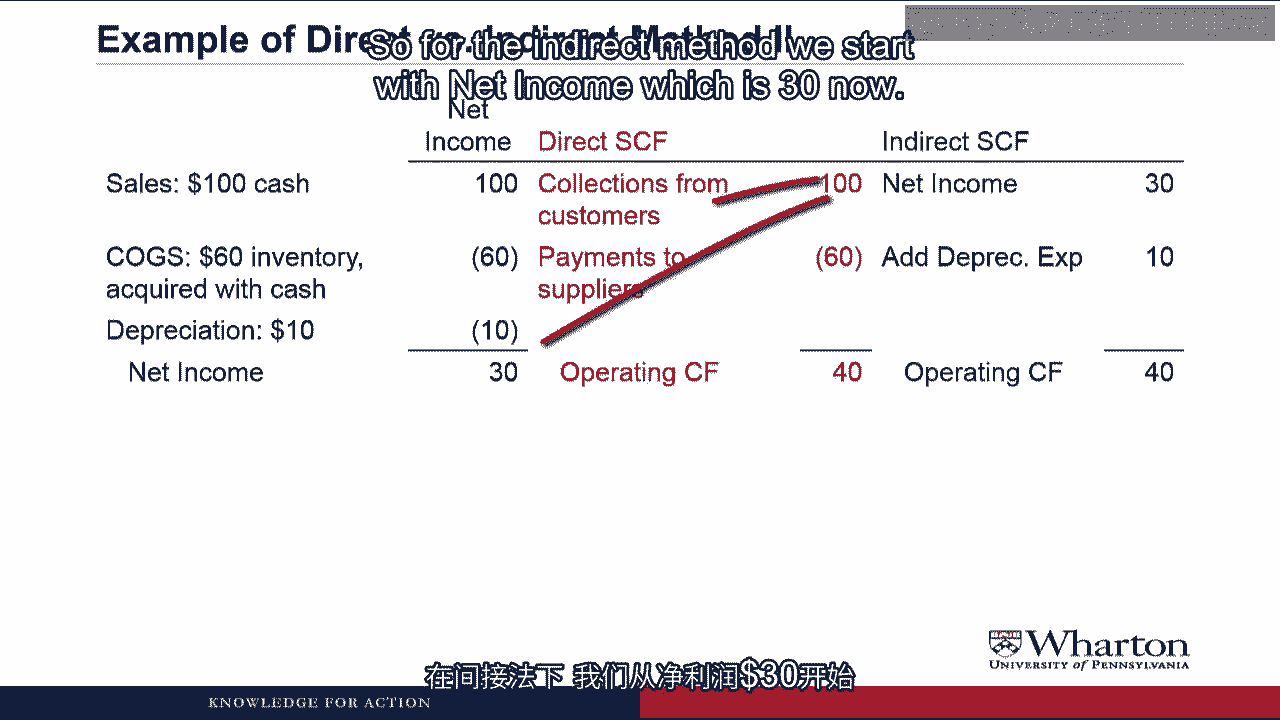 Example of Direct vs. Indirect Method II
So for the indirect method we start
with Net Income which is 30 now.
Net
Income Direct SCF Indirect SCF
Sales: $100 cash 100 Collections from 100 Net Income 30
customers
COGS: $60 inventory, (60) Payments to (60) Add Deprec. Exp 10
acquired with cash suppliers
Depreciation: $10 (10)
Net Income 30 Operating CF 40 Operating CF 40
Wharton
UNIVERSITY of PENNSYLVANIA
在间接法下 我们从净利润$30开始
KNOWLEDGE FOR ACTION